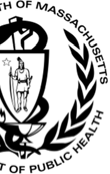 TH OF MASSACHUSETTS
T OF PUBLIC HEALTH